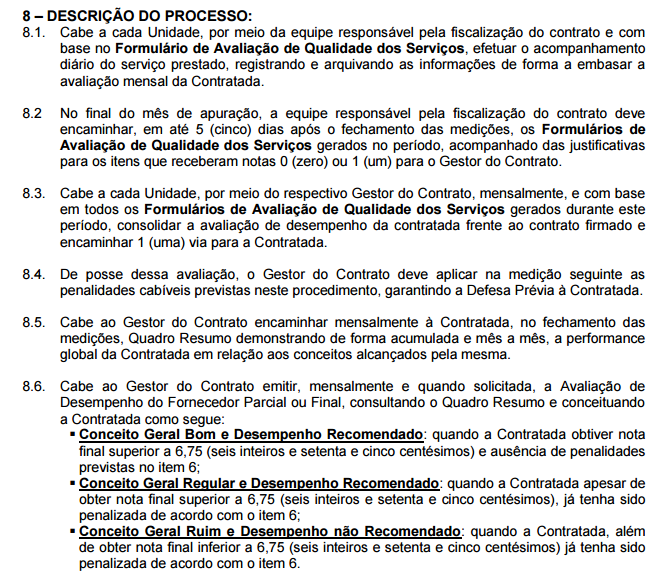 8 – DESCRIÇÃO DO PROCESSO:
8.1. Cabe a cada Unidade, por meio da equipe responsável pela fiscalização do contrato e com
base no Formulário de Avaliação de Qualidade dos Serviços, efetuar o acompanhamento
diário do serviço prestado, registrando e arquivando as informações de forma a embasar a
avaliação mensal da Contratada.
8.2 No final do mês de apuração, a equipe responsável pela fiscalização do contrato deve
encaminhar, em até 5 (cinco) dias após o fechamento das medições, os Formulários de
Avaliação de Qualidade dos Serviços gerados no período, acompanhado das justificativas
para os itens que receberam notas 0 (zero) ou 1 (um) para o Gestor do Contrato.
8.3. Cabe a cada Unidade, por meio do respectivo Gestor do Contrato, mensalmente, e com base
em todos os Formulários de Avaliação de Qualidade dos Serviços gerados durante este
período, consolidar a avaliação de desempenho da contratada frente ao contrato firmado e
encaminhar 1 (uma) via para a Contratada.
8.4. De posse dessa avaliação, o Gestor do Contrato deve aplicar na medição seguinte as
penalidades cabíveis previstas neste procedimento, garantindo a Defesa Prévia à Contratada.
8.5. Cabe ao Gestor do Contrato encaminhar mensalmente à Contratada, no fechamento das
medições, Quadro Resumo demonstrando de forma acumulada e mês a mês, a performance
global da Contratada em relação aos conceitos alcançados pela mesma.
8.6. Cabe ao Gestor do Contrato emitir, mensalmente e quando solicitada, a Avaliação de
Desempenho do Fornecedor Parcial ou Final, consultando o Quadro Resumo e conceituando
a Contratada como segue:
▪ Conceito Geral Bom e Desempenho Recomendado: quando a Contratada obtiver nota
final superior a 6,75 (seis inteiros e setenta e cinco centésimos) e ausência de penalidades
previstas no item 6;
▪ Conceito Geral Regular e Desempenho Recomendado: quando a Contratada apesar de
obter nota final superior a 6,75 (seis inteiros e setenta e cinco centésimos), já tenha sido
penalizada de acordo com o item 6;
▪ Conceito Geral Ruim e Desempenho não Recomendado: quando a Contratada, além
de obter nota final inferior a 6,75 (seis inteiros e setenta e cinco centésimos) já tenha sido
penalizada de acordo com o item 6.